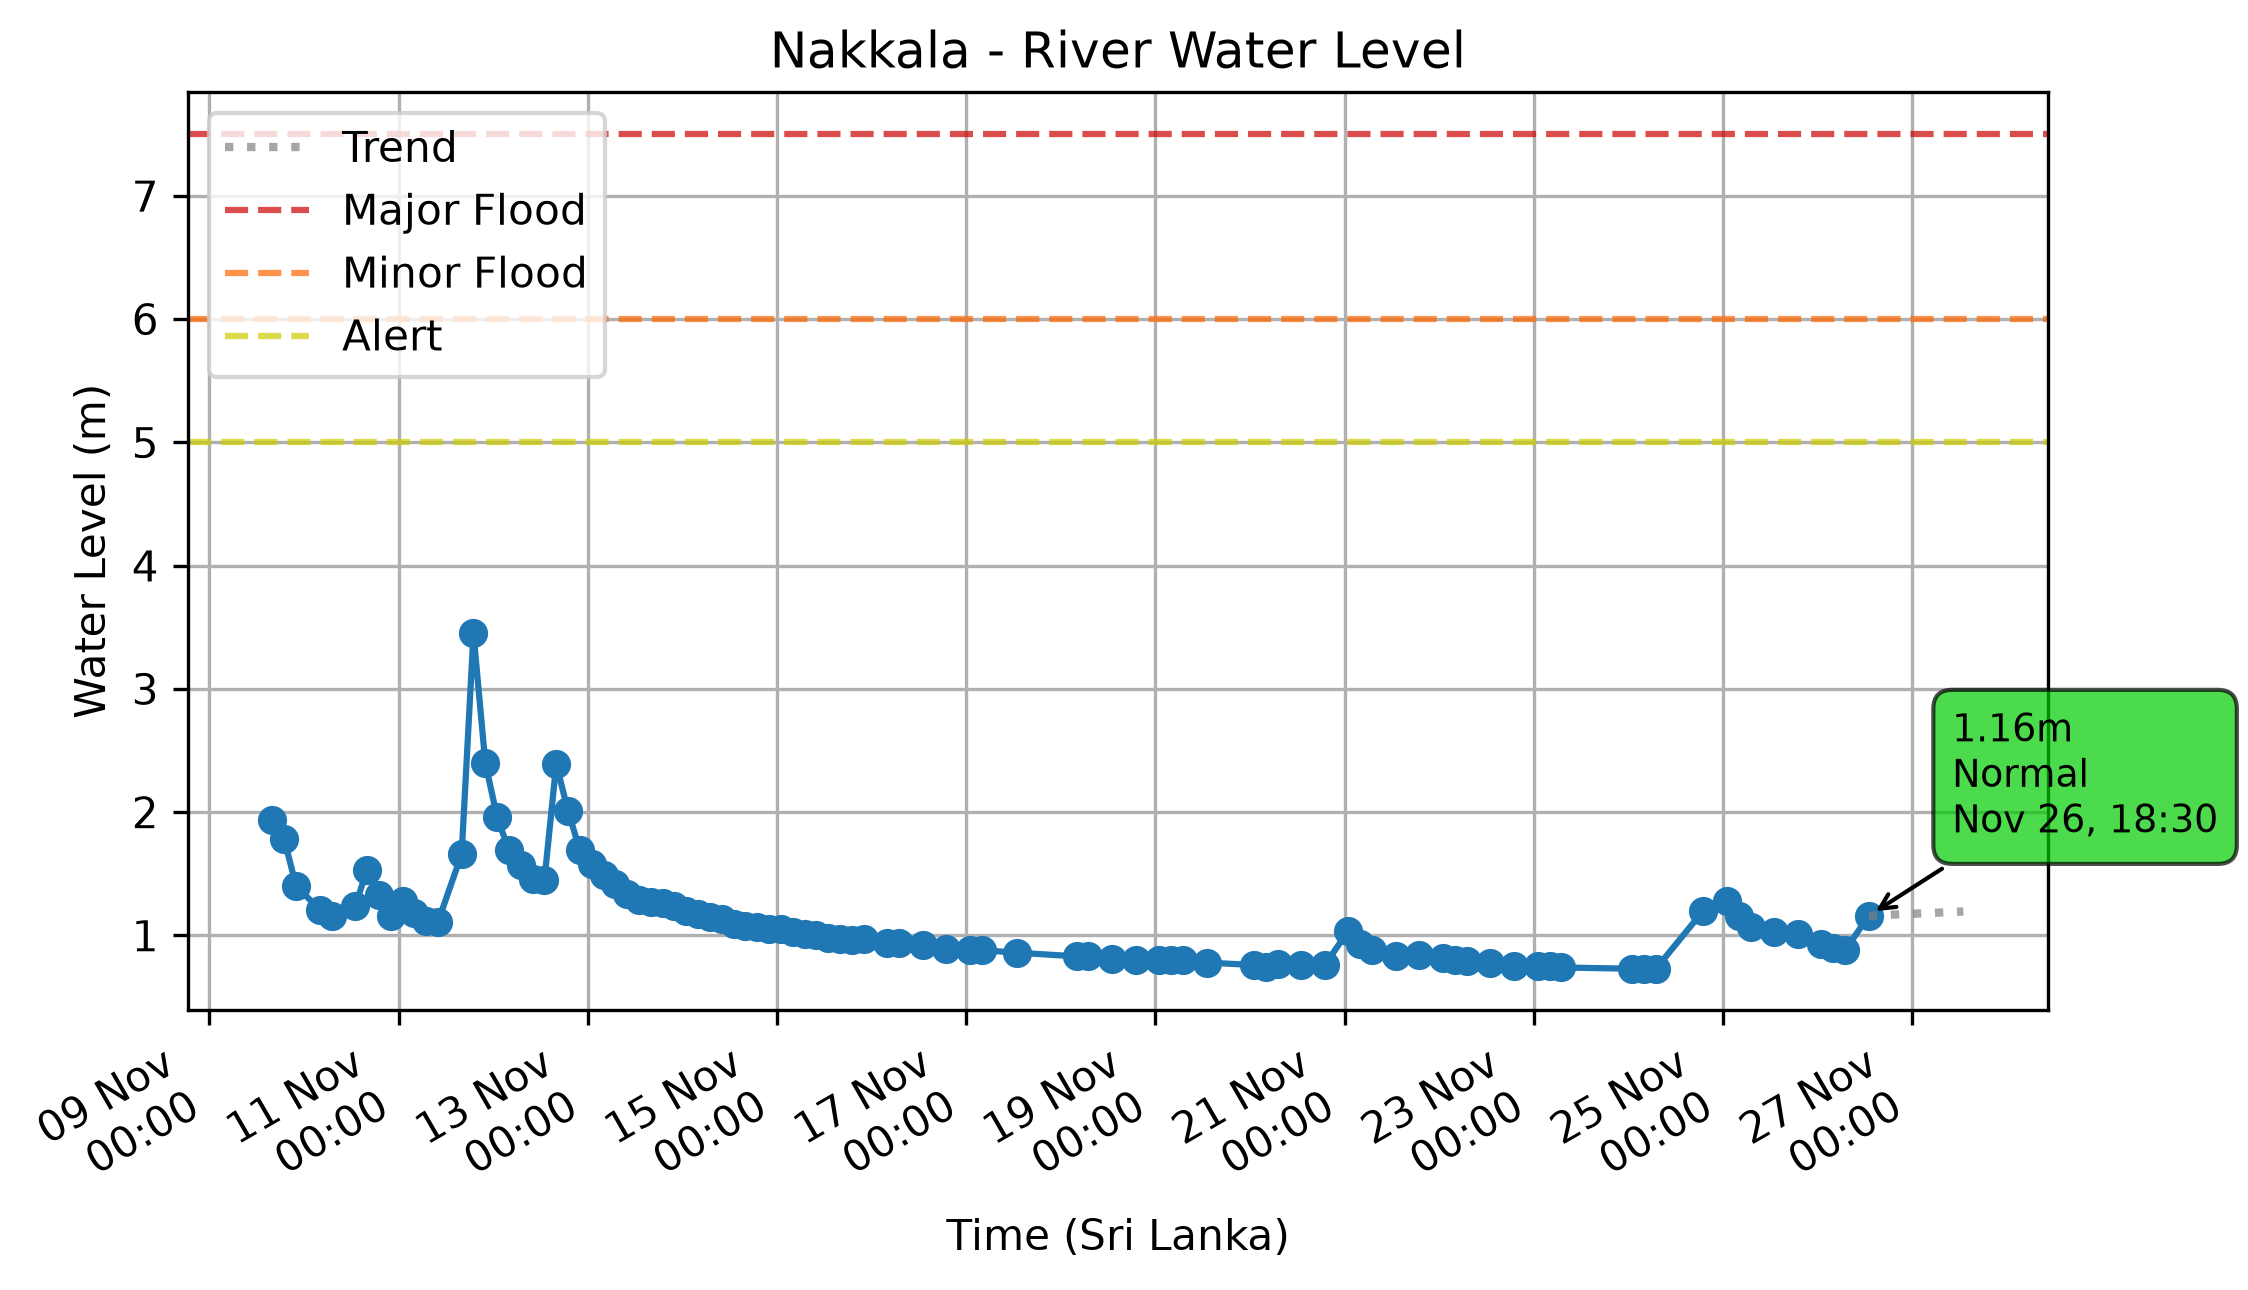 Nakkala - River Water Level
Trend
Major Flood
Minor Flood
Alert
Water Level (m)
7
6
5
4
3
2
1
1.16m
Normal
Nov 26, 18:30
09 Nov
00:00
11 Nov
00:00
13 Nov
00:00
15 Nov
00:00
17 Nov
00:00
19 Nov
00:00
21 Nov
00:00
23 Nov
00:00
25 Nov
00:00
27 Nov
00:00
Time (Sri Lanka)